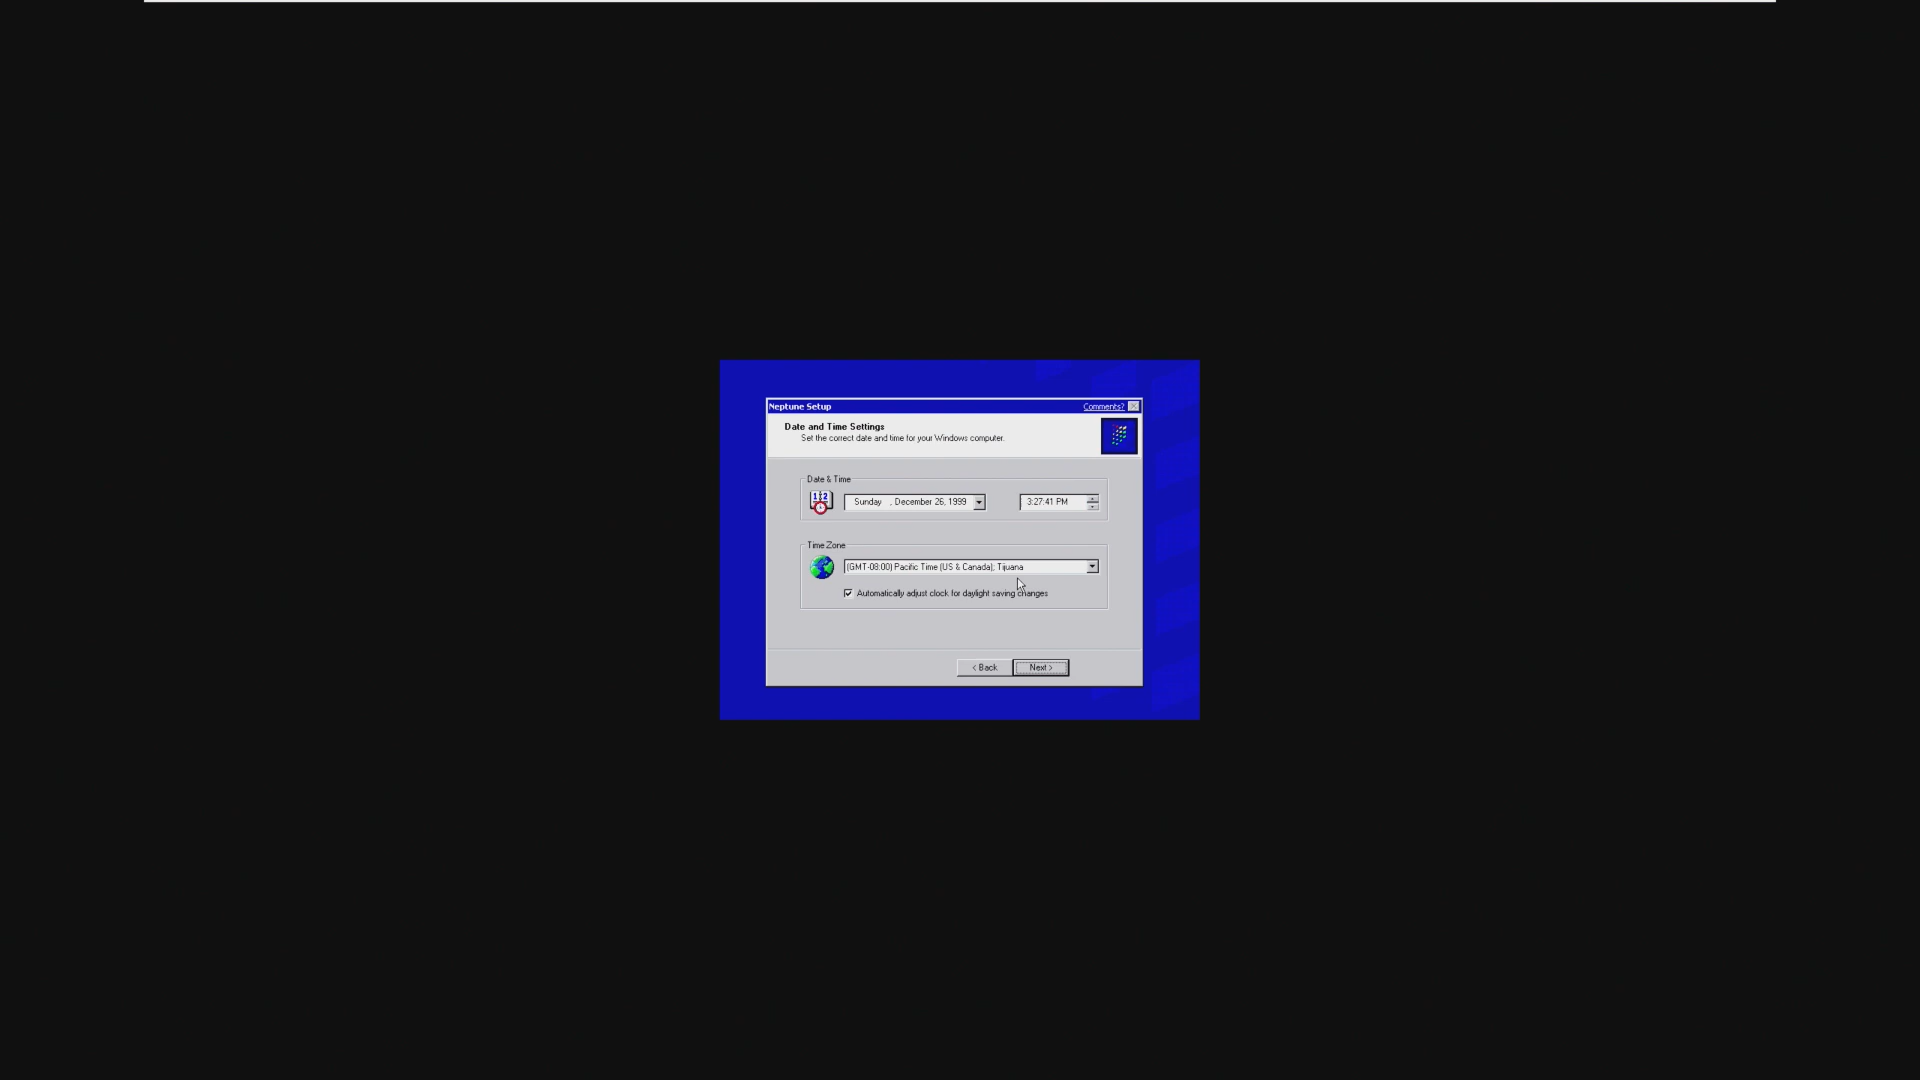 Neptune Setup
Comments?
Date and Time Settings
Set the correct date and time for your Windows computer.
Date & Time
Sunday , December 26, 1999
3:27:41 PM
Time Zone
(GMT-08:00) Pacific Time (US & Canada); Tijuana
Automatically adjust clock for daylight saving changes
< Back
Next >